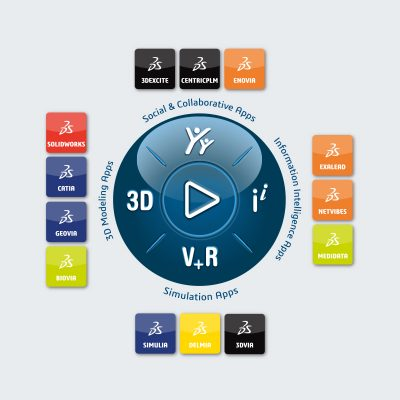 3DEXCITE
CENTRICPLM
ENOVIA
Social & Collaborative Apps
SOLIDWORKS
CATIA
GEOVIA
BIOVIA
3D Modeling Apps
3D
i i
V+R
Information Intelligence Apps
EXALEAD
NETVIBES
MEDIDATA
Simulation Apps
SIMULIA
DELMIA
3DVIA